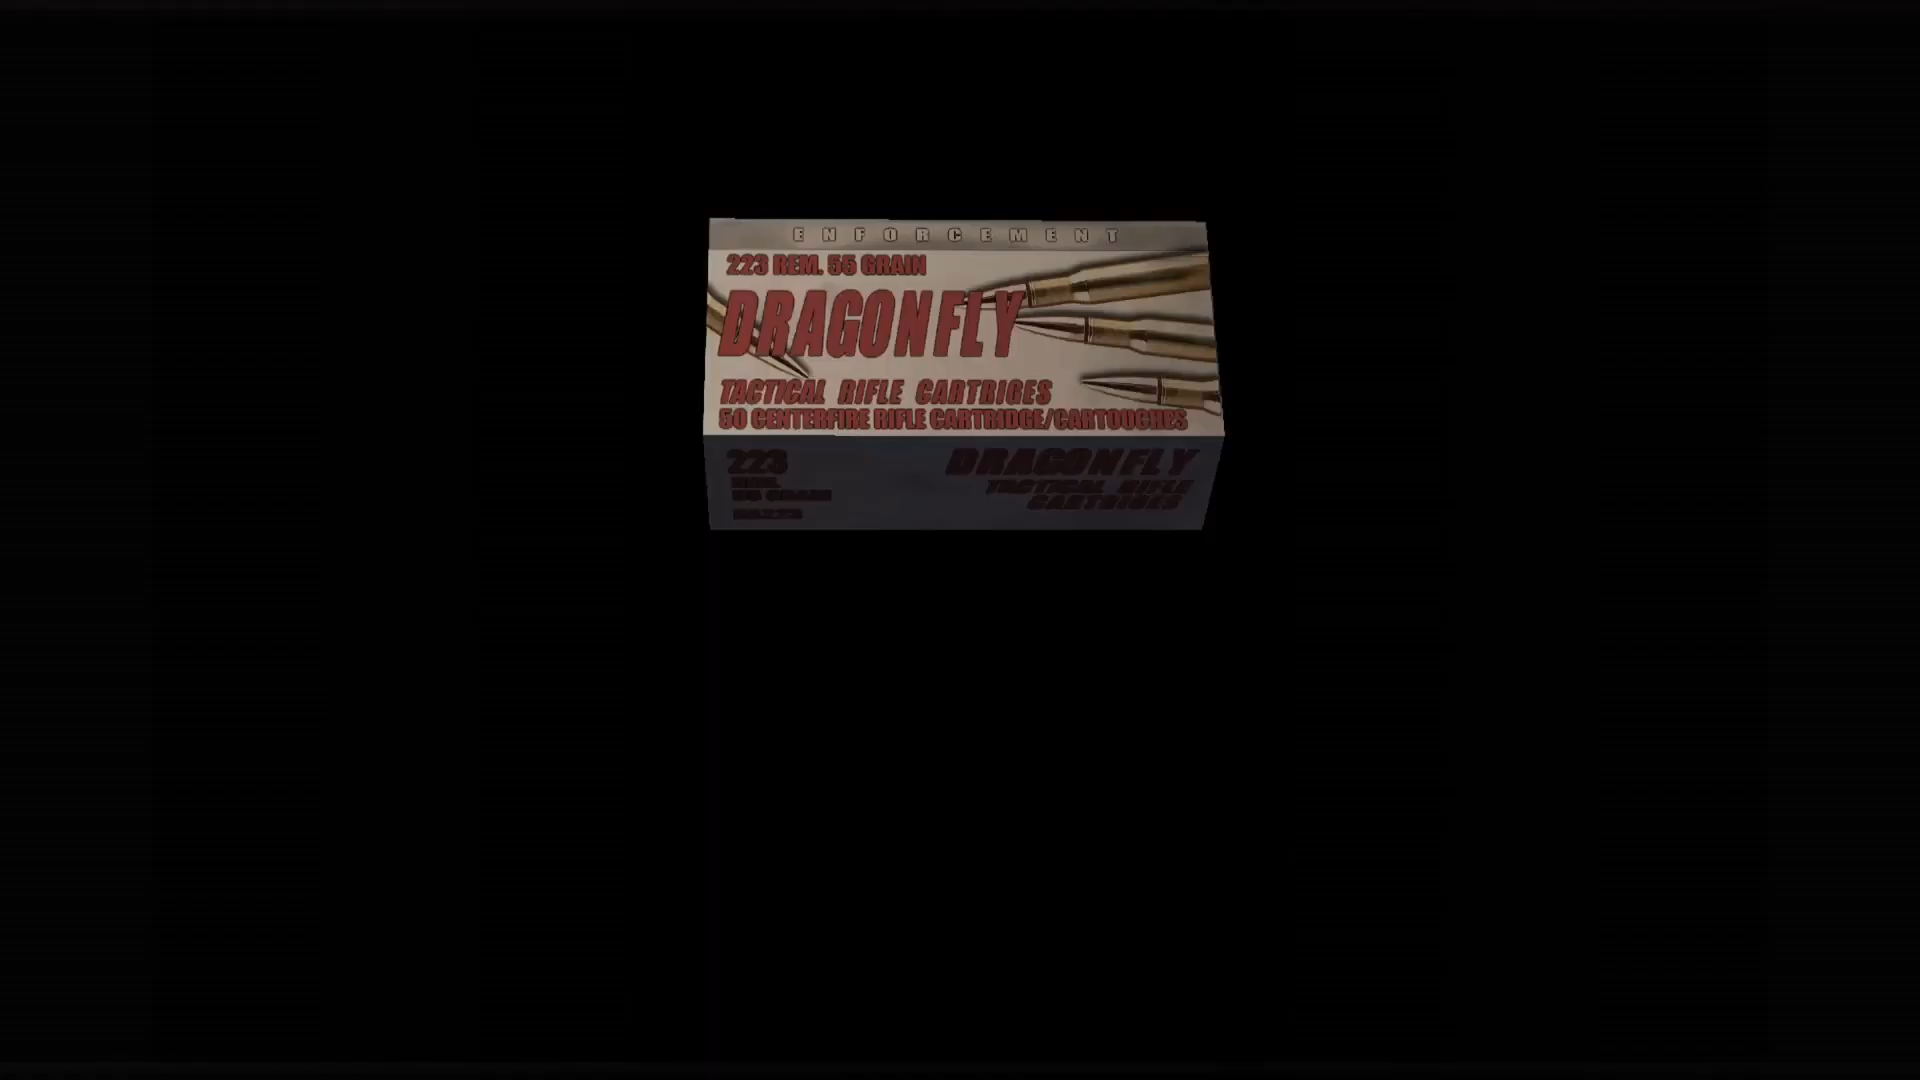 ENFORCEMENT
223 REM. 55 GRAIN
DRAGONFLY
TACTICAL RIFLE CARTRIGES
50 CENTERFIRE RIFLE CARTRIDGE/CARTOUCHES
223
DRAGONFLY
REM.
TACTICAL RIFLE
55 GRAIN
CARTRIGES